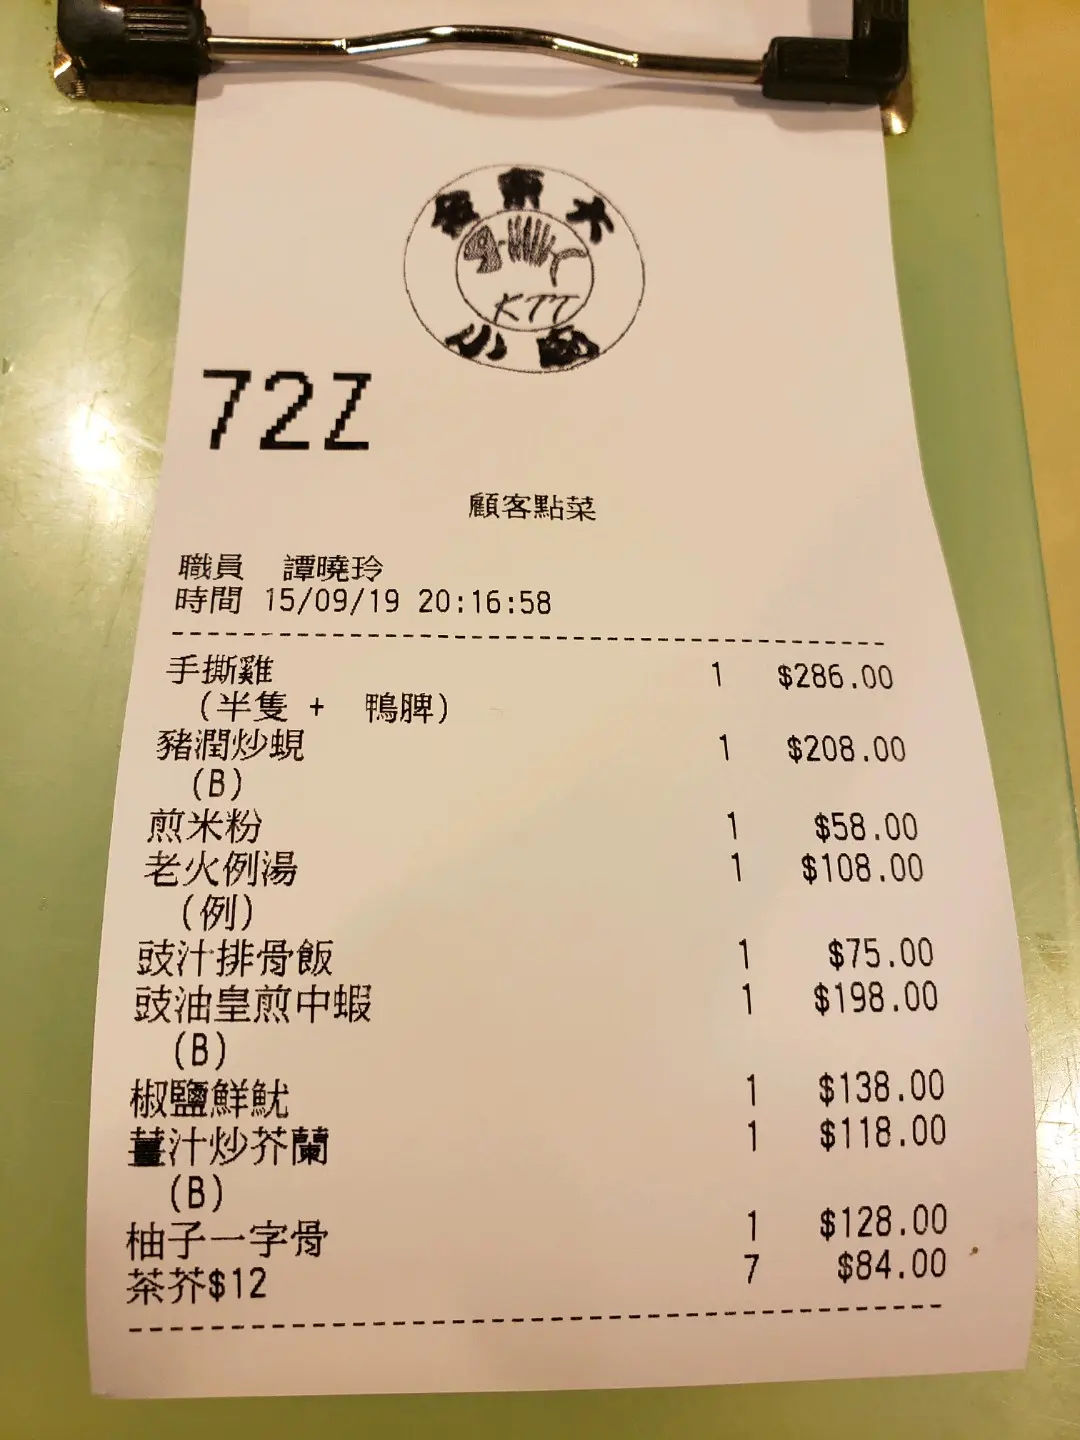 KTT
小
72Z
顧客點菜
職員 譚曉玲
時間 15/09/19 20:16:58
手撕雞 1 $286.00
(半隻 + 鴨脾)
豬潤炒蜆 1 $208.00
(B)
煎米粉 1 $58.00
老火例湯 1 $108.00
(例)
豉汁排骨飯 1 $75.00
豉油皇煎中蝦 1 $198.00
(B)
椒鹽鮮魷 1 $138.00
薑汁炒芥蘭 1 $118.00
(B)
柚子一字骨 1 $128.00
茶芥$12 7 $84.00